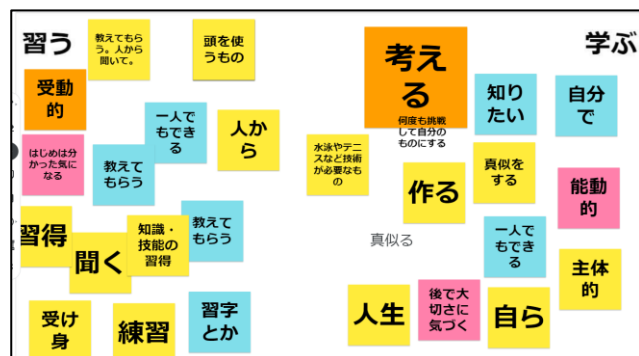 習う
教えてもら
う。人から
聞いて。
頭を使
うもの
受動
的
一人で
もでき
る
人か
ら
はじめは分
かった気に
なる
教えて
もらう
習得
聞く
知識・
技能の
習得
教えて
もらう
受け
身
練習
習字
とか
学ぶ
考え
る
何度も挑戦
して自分の
ものにする
知り
たい
自分
で
水泳やテニ
スなど技術
が必要なも
の
作る
真似を
する
能動
的
真似る
一人で
もでき
る
主体
的
人生
後で大
切さに
気づく
自ら